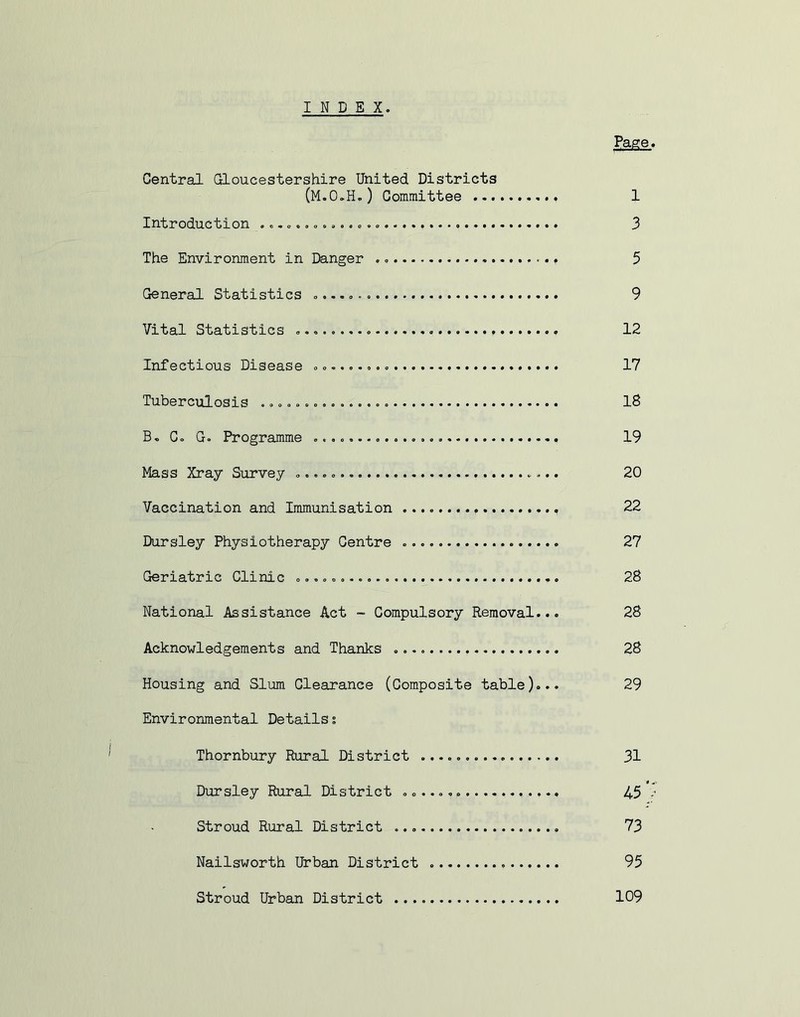 INDEX.
Page.
Central Gloucestershire United Districts
(M.O.H.) Committee .......... 1
Introduction .................................. 3
The Environment in Danger ..................... 5
General Statistics ............................ 9
Vital Statistics .............................. 12
Infectious Disease ............................ 17
Tuberculosis .................................. 18
B. C. G. Programme ............................ 19
Mass Xray Survey .............................. 20
Vaccination and Immunisation .................. 22
Dursley Physiotherapy Centre .................. 27
Geriatric Clinic .............................. 28
National Assistance Act - Compulsory Removal... 28
Acknowledgements and Thanks ................... 28
Housing and Slum Clearance (Composite table)... 29
Environmental Details:
Thornbury Rural District ................ 31
Dursley Rural District .................. 45
Stroud Rural District ................... 73
Nailsworth Urban District ............... 95
Stroud Urban District ................... 109